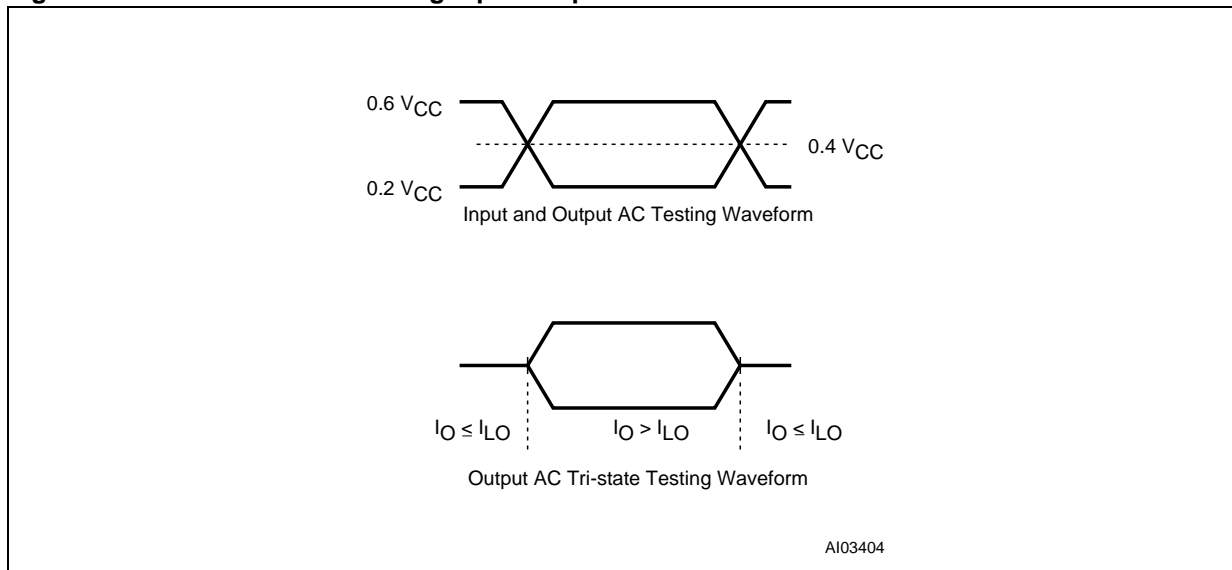 0.6 VCC
0.4 VCC
0.2 VCC
Input and Output AC Testing Waveform
IO ≤ ILO IO > ILO IO ≤ ILO
Output AC Tri-state Testing Waveform
AI03404